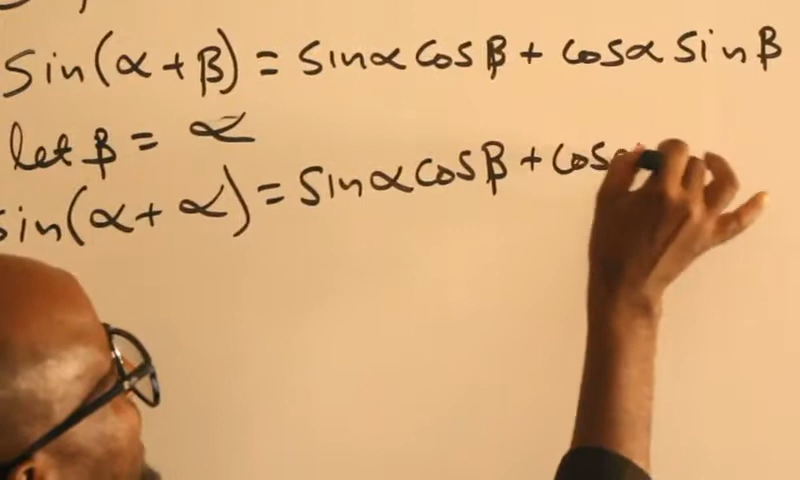 sin(α + β) = sinα cosβ + cosα sinβ
let β = α
sin(α + α) = sinα cosβ + cos